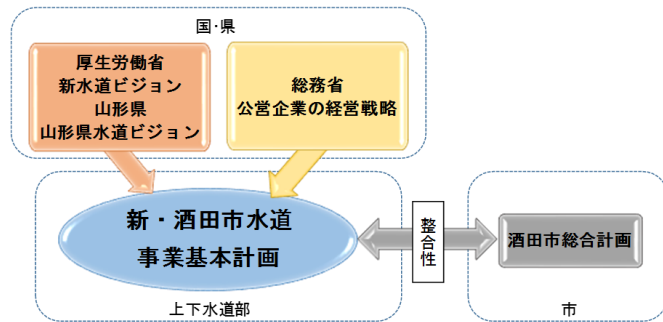 国・県
厚生労働省
新水道ビジョン
山形県
山形県水道ビジョン
総務省
公営企業の経営戦略
新・酒田市水道
事業基本計画
整合性
酒田市総合計画
上下水道部
市